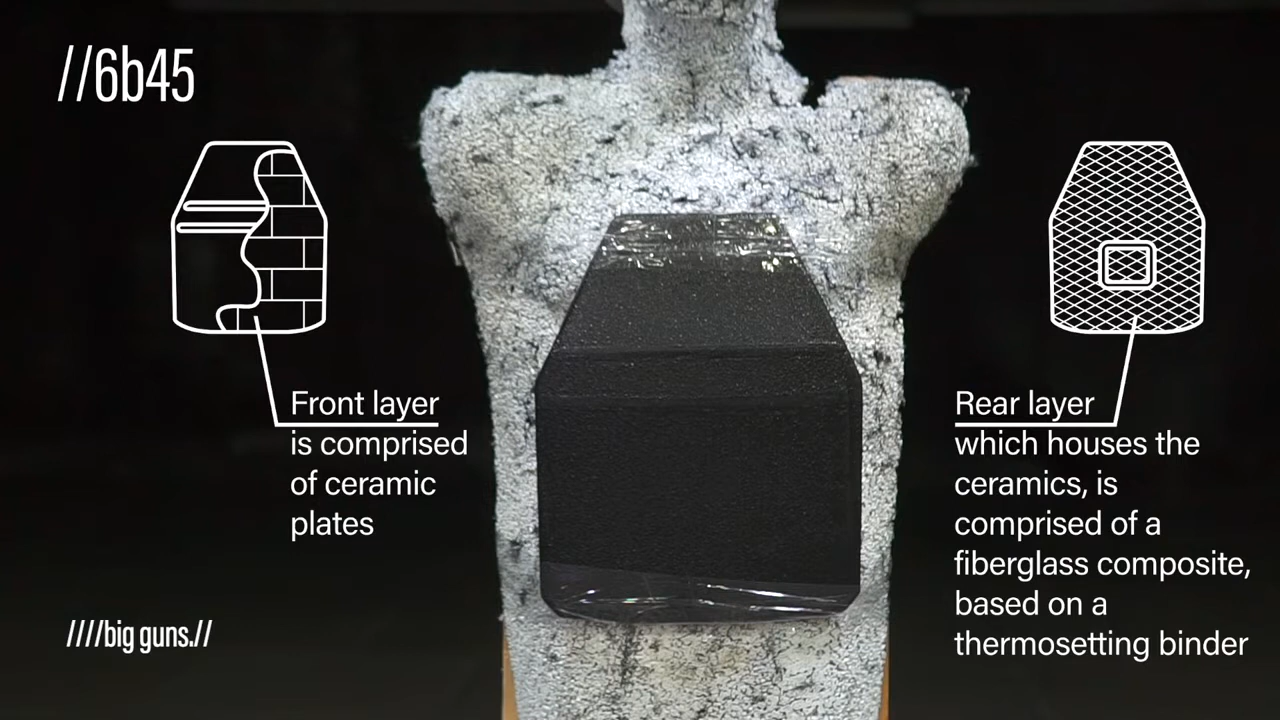 //6b45
Front layer
is comprised
of ceramic
plates
Rear layer
which houses the
ceramics, is
comprised of a
fiberglass composite,
based on a
thermosetting binder
////big guns.//